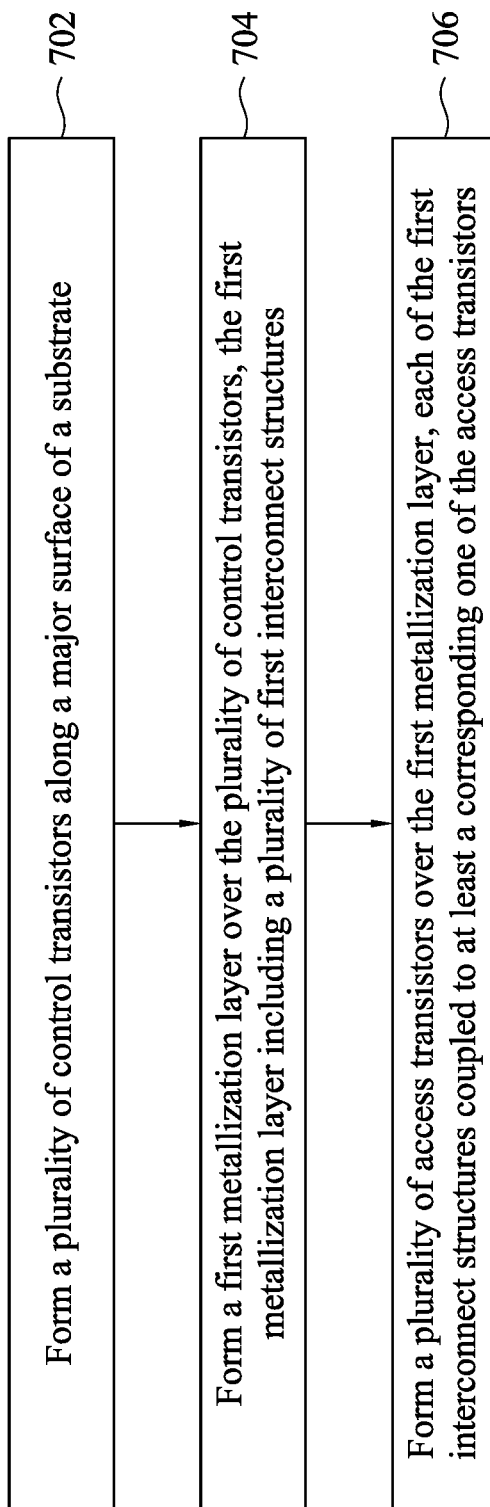 Form a plurality of control transistors along a major surface of a substrate
702
Form a first metallization layer over the plurality of control transistors, the first
metallization layer including a plurality of first interconnect structures
704
Form a plurality of access transistors over the first metallization layer, each of the first
interconnect structures coupled to at least a corresponding one of the access transistors
706